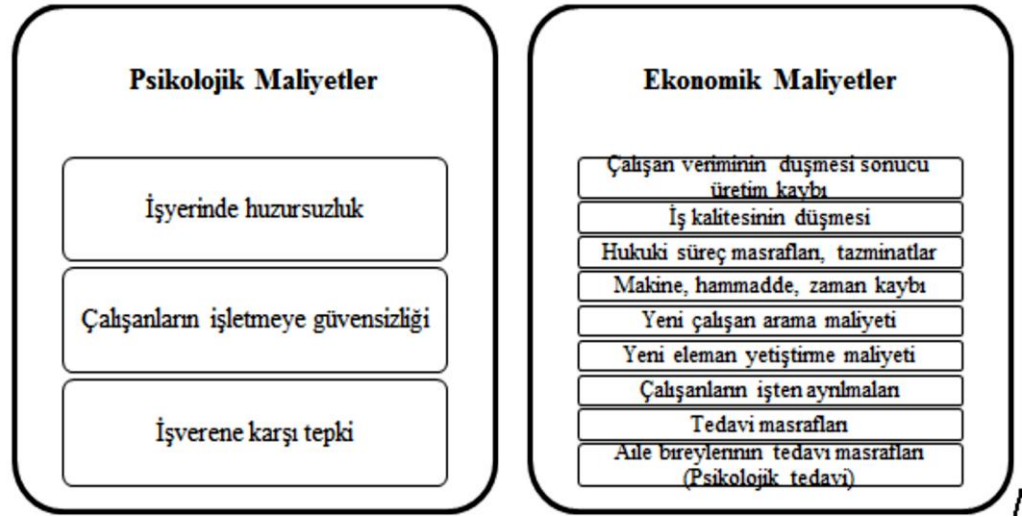 Psikolojik Maliyetler
İşyerinde huzursuzluk
Çalışanların işletmeye güvensizliği
İşverene karşı tepki
Ekonomik Maliyetler
Çalışan veriminin düşmesi sonucu
üretim kaybı
İş kalitesinin düşmesi
Hukuki süreç masrafları, tazminatlar
Makine, hammadde, zaman kaybı
Yeni çalışan arama maliyeti
Yeni eleman yetiştirme maliyeti
Çalışanların işten ayrılmaları
Tedavi masrafları
Aile bireylerinin tedavi masrafları
(Psikolojik tedavi)